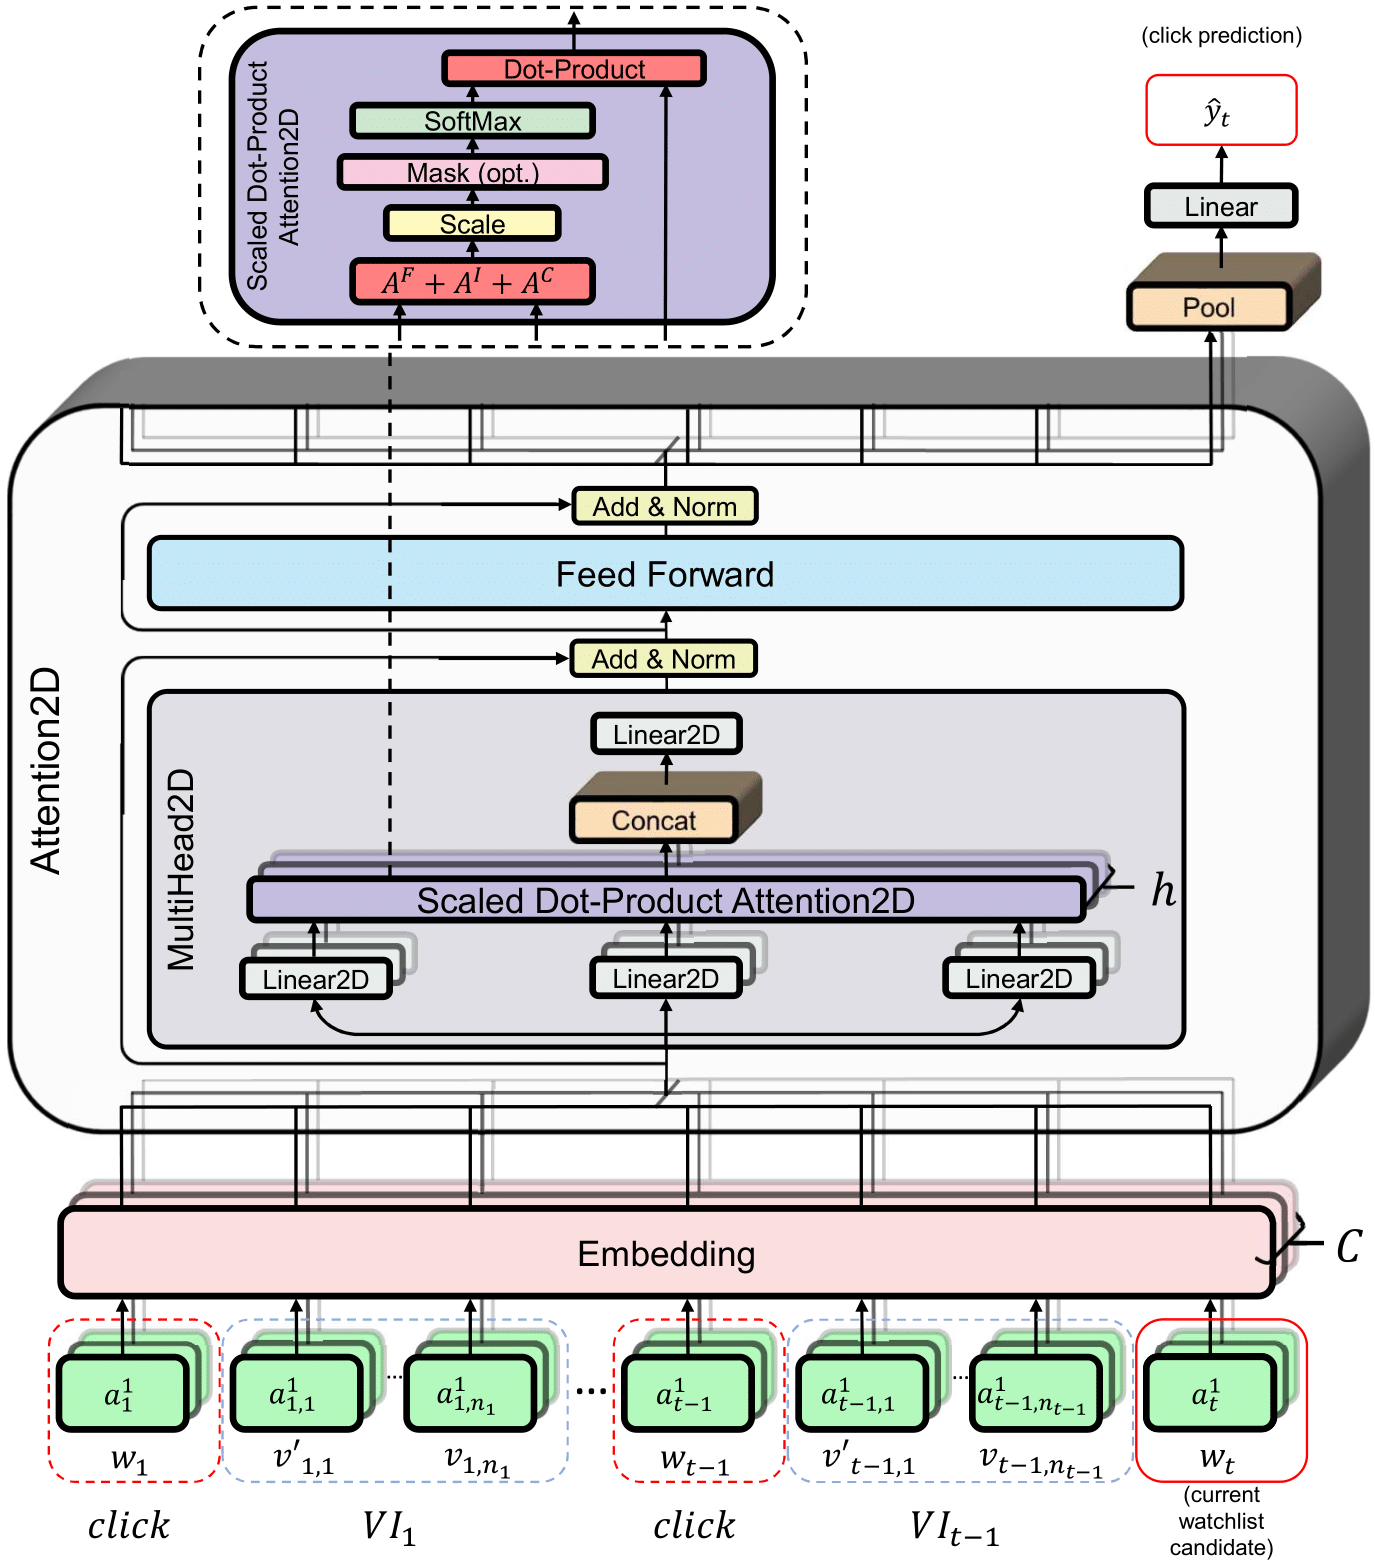 (click prediction)
ŷ_t
Linear
Pool
Scaled Dot-Product
Attention2D
Dot-Product
SoftMax
Mask (opt.)
Scale
A^F + A^I + A^C
Attention2D
Add & Norm
Feed Forward
Add & Norm
MultiHead2D
Linear2D
Concat
Scaled Dot-Product Attention2D
h
Linear2D Linear2D Linear2D
Embedding
C
a_1^1 a_{1,1}^1 ... a_{1,n_1}^1 ... a_{t-1}^1 a_{t-1,1}^1 ... a_{t-1,n_{t-1}}^1 a_t^1
w_1 v'_{1,1} v_{1,n_1} w_{t-1} v'_{t-1,1} v_{t-1,n_{t-1}} w_t
click VI_1 click VI_{t-1}
(current
watchlist
candidate)